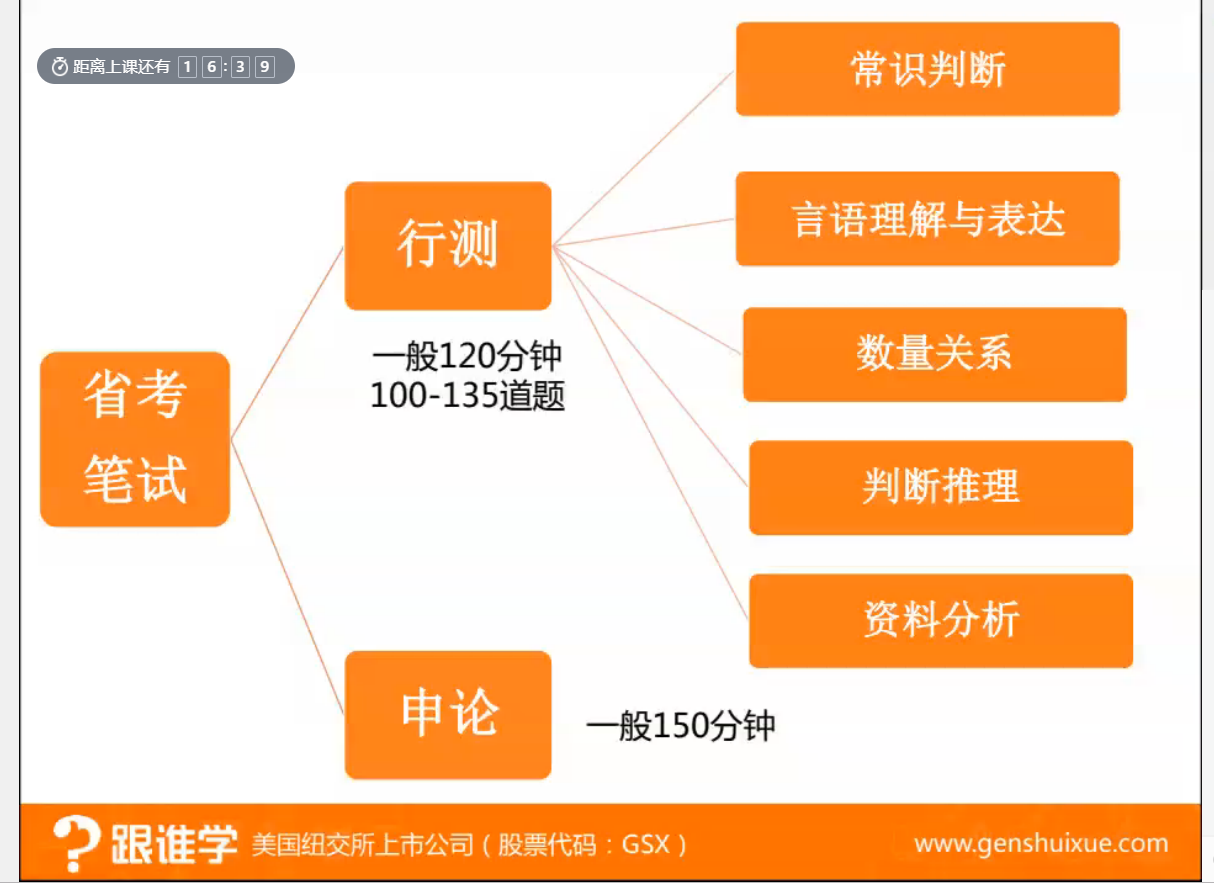 距离上课还有 16:39
常识判断
言语理解与表达
行测
数量关系
一般120分钟
100-135道题
省考
笔试
判断推理
资料分析
申论
一般150分钟
跟谁学 美国纽交所上市公司（股票代码：GSX） www.genshuixue.com